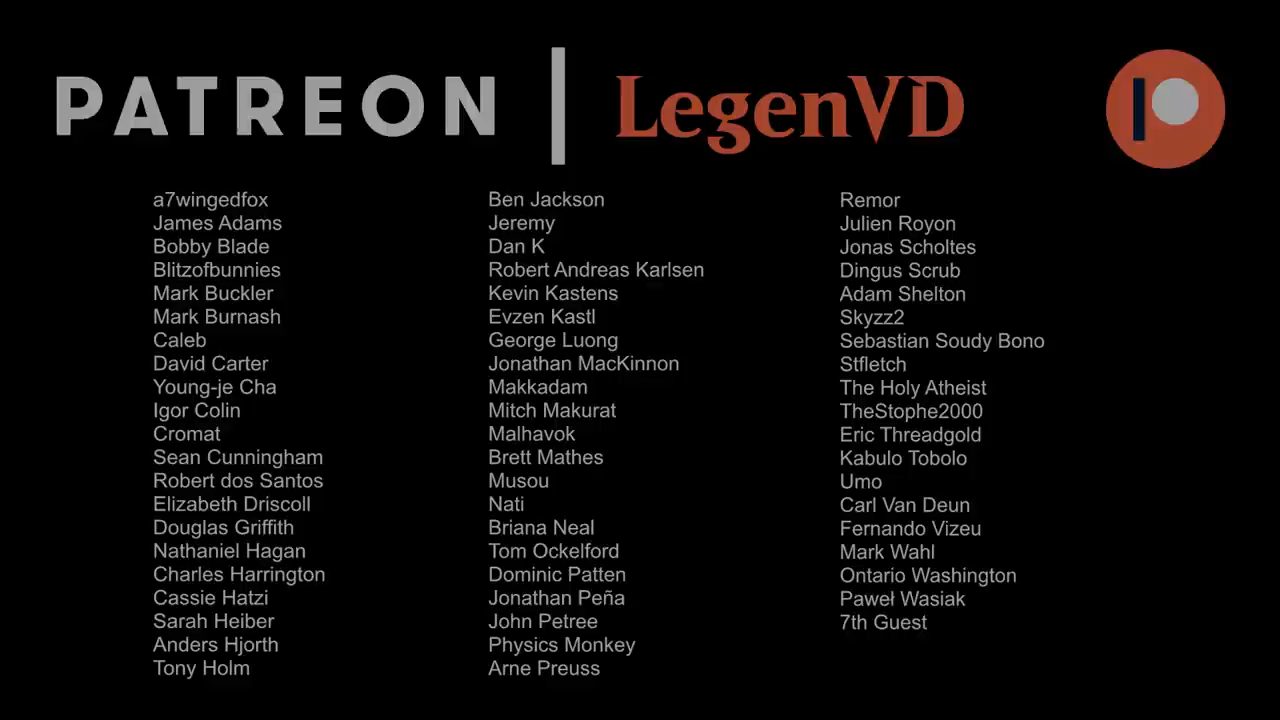 PATREON | LegenVD
a7wingedfox
James Adams
Bobby Blade
Blitzofbunnies
Mark Buckler
Mark Burnash
Caleb
David Carter
Young-je Cha
Igor Colin
Cromat
Sean Cunningham
Robert dos Santos
Elizabeth Driscoll
Douglas Griffith
Nathaniel Hagan
Charles Harrington
Cassie Hatzi
Sarah Heiber
Anders Hjorth
Tony Holm
Ben Jackson
Jeremy
Dan K
Robert Andreas Karlsen
Kevin Kastens
Evzen Kastl
George Luong
Jonathan MacKinnon
Makkadam
Mitch Makurat
Malhavok
Brett Mathes
Musou
Nati
Briana Neal
Tom Ockelford
Dominic Patten
Jonathan Peña
John Petree
Physics Monkey
Arne Preuss
Remor
Julien Royon
Jonas Scholtes
Dingus Scrub
Adam Shelton
Skyzz2
Sebastian Soudy Bono
Stfletch
The Holy Atheist
TheStophe2000
Eric Threadgold
Kabulo Tobolo
Umo
Carl Van Deun
Fernando Vizeu
Mark Wahl
Ontario Washington
Paweł Wasiak
7th Guest